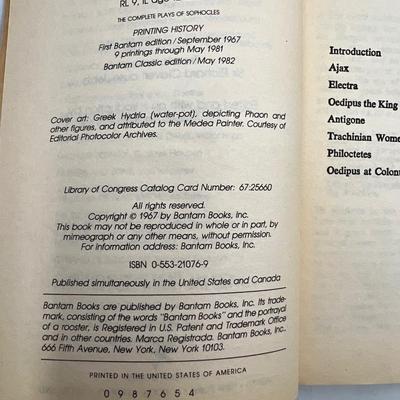 RL 9, IL age
THE COMPLETE PLAYS OF SOPHOCLES
PRINTING HISTORY
First Bantam edition / September 1967
9 printings through May 1981
Bantam Classic edition / May 1982
Cover art: Greek Hydria (water-pot), depicting Phaon and
other figures, and attributed to the Medea Painter. Courtesy of
Editorial Photocolor Archives.
Library of Congress Catalog Card Number: 67:25660
All rights reserved.
Copyright © 1967 by Bantam Books, Inc.
This book may not be reproduced in whole or in part, by
mimeograph or any other means, without permission.
For information address: Bantam Books, Inc.
ISBN 0-553-21076-9
Published simultaneously in the United States and Canada
Bantam Books are published by Bantam Books, Inc. Its trade-
mark, consisting of the words "Bantam Books" and the portrayal
of a rooster, is Registered in U.S. Patent and Trademark Office
and in other countries. Marca Registrada. Bantam Books, Inc.,
666 Fifth Avenue, New York, New York 10103.
PRINTED IN THE UNITED STATES OF AMERICA
0 9 8 7 6 5 4
Introduction
Ajax
Electra
Oedipus the King
Antigone
Trachinian Wome
Philoctetes
Oedipus at Colon